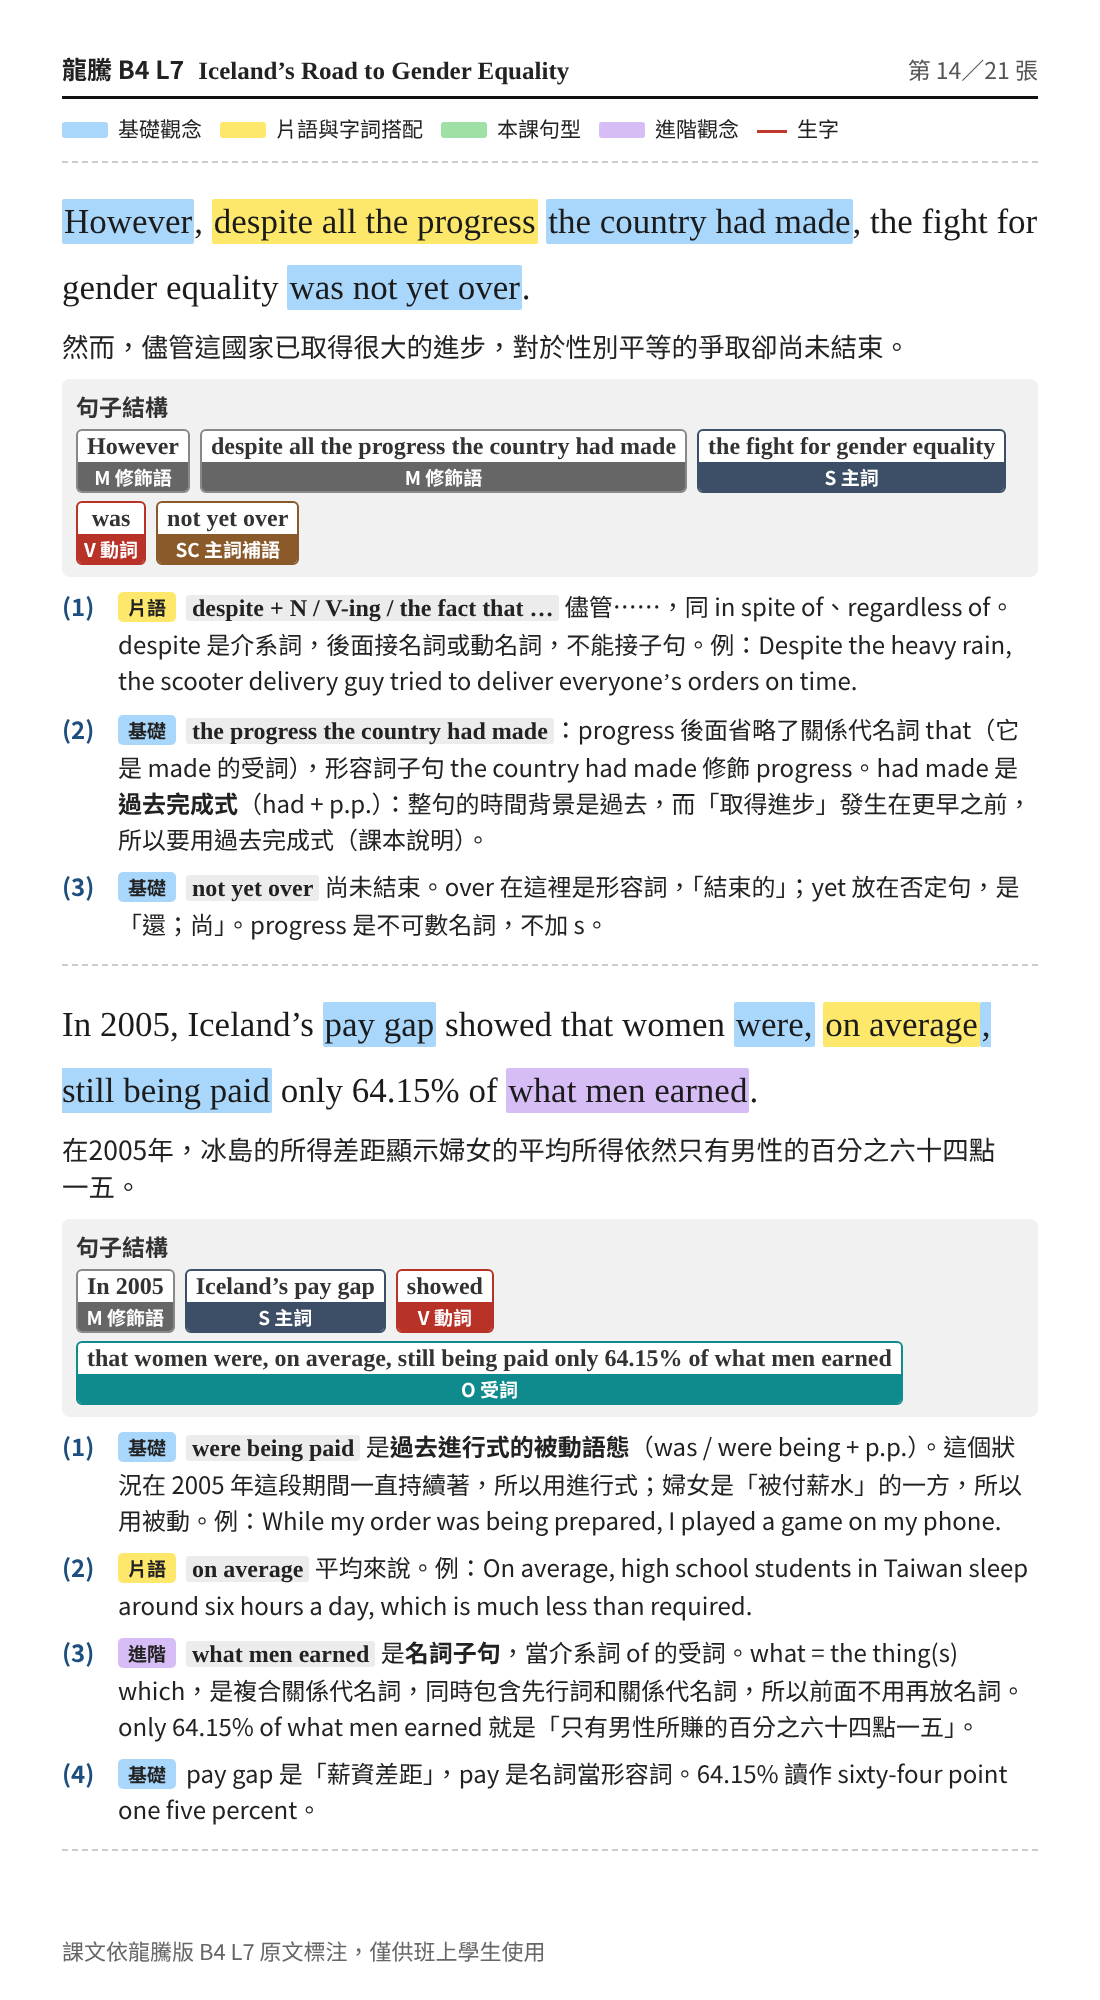 龍騰 B4 L7 Iceland’s Road to Gender Equality
第 14／21 張
基礎觀念 片語與字詞搭配 本課句型 進階觀念 生字
However, despite all the progress the country had made, the fight for
gender equality was not yet over.
然而，儘管這國家已取得很大的進步，對於性別平等的爭取卻尚未結束。
句子結構
However despite all the progress the country had made the fight for gender equality
M 修飾語 M 修飾語 S 主詞
was not yet over
V 動詞 SC 主詞補語
(1) 片語 despite + N / V-ing / the fact that … 儘管……，同 in spite of、regardless of。
despite 是介系詞，後面接名詞或動名詞，不能接子句。例：Despite the heavy rain,
the scooter delivery guy tried to deliver everyone’s orders on time.
(2) 基礎 the progress the country had made：progress 後面省略了關係代名詞 that（它
是 made 的受詞），形容詞子句 the country had made 修飾 progress。had made 是
過去完成式（had + p.p.）：整句的時間背景是過去，而「取得進步」發生在更早之前，
所以要用過去完成式（課本說明）。
(3) 基礎 not yet over 尚未結束。over 在這裡是形容詞，「結束的」；yet 放在否定句，是
「還；尚」。progress 是不可數名詞，不加 s。
In 2005, Iceland’s pay gap showed that women were, on average,
still being paid only 64.15% of what men earned.
在2005年，冰島的所得差距顯示婦女的平均所得依然只有男性的百分之六十四點
一五。
句子結構
In 2005 Iceland’s pay gap showed
M 修飾語 S 主詞 V 動詞
that women were, on average, still being paid only 64.15% of what men earned
O 受詞
(1) 基礎 were being paid 是過去進行式的被動語態（was / were being + p.p.）。這個狀
況在 2005 年這段期間一直持續著，所以用進行式；婦女是「被付薪水」的一方，所以
用被動。例：While my order was being prepared, I played a game on my phone.
(2) 片語 on average 平均來說。例：On average, high school students in Taiwan sleep
around six hours a day, which is much less than required.
(3) 進階 what men earned 是名詞子句，當介系詞 of 的受詞。what = the thing(s)
which，是複合關係代名詞，同時包含先行詞和關係代名詞，所以前面不用再放名詞。
only 64.15% of what men earned 就是「只有男性所賺的百分之六十四點一五」。
(4) 基礎 pay gap 是「薪資差距」，pay 是名詞當形容詞。64.15% 讀作 sixty-four point
one five percent。
課文依龍騰版 B4 L7 原文標注，僅供班上學生使用